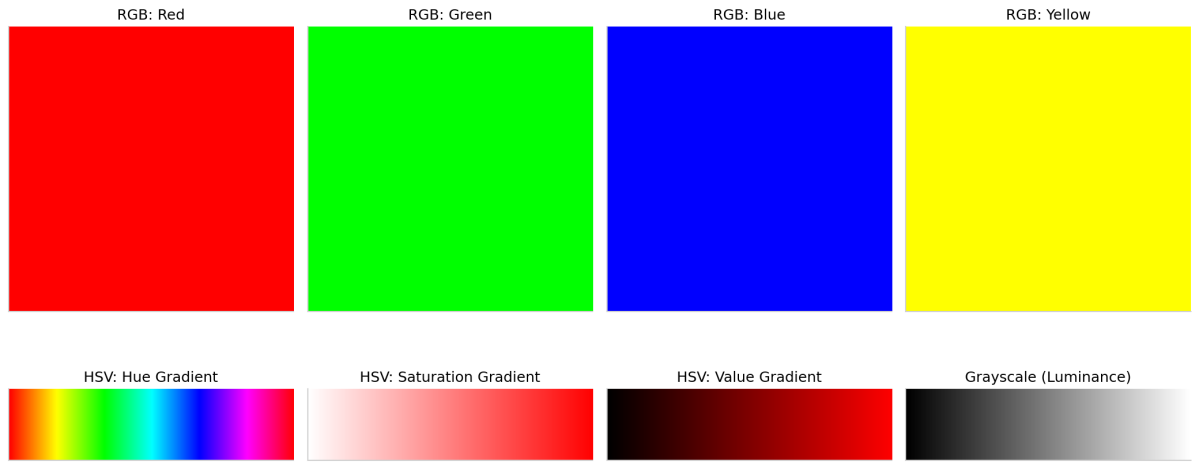 RGB: Red
RGB: Green
RGB: Blue
RGB: Yellow
HSV: Hue Gradient
HSV: Saturation Gradient
HSV: Value Gradient
Grayscale (Luminance)